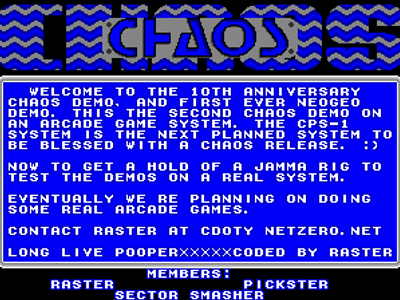 CHAOS
CHAOS
WELCOME TO THE 10TH ANNIVERSARY
CHAOS DEMO, AND FIRST EVER NEOGEO
DEMO. THIS THE SECOND CHAOS DEMO ON
AN ARCADE GAME SYSTEM. THE CPS-1
SYSTEM IS THE NEXT PLANNED SYSTEM TO
BE BLESSED WITH A CHAOS RELEASE. :)
NOW TO GET A HOLD OF A JAMMA RIG TO
TEST THE DEMOS ON A REAL SYSTEM.
EVENTUALLY WE RE PLANNING ON DOING
SOME REAL ARCADE GAMES.
CONTACT RASTER AT CDOTY NETZERO.NET
LONG LIVE POOPERXXXXXCODED BY RASTER
MEMBERS:
RASTER PICKSTER
SECTOR SMASHER